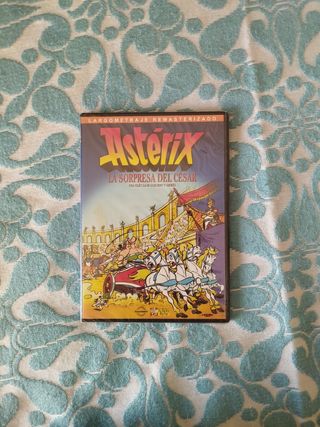 LARGOMETRAJE REMASTERIZADO
Astérix
LA SORPRESA DEL CÉSAR